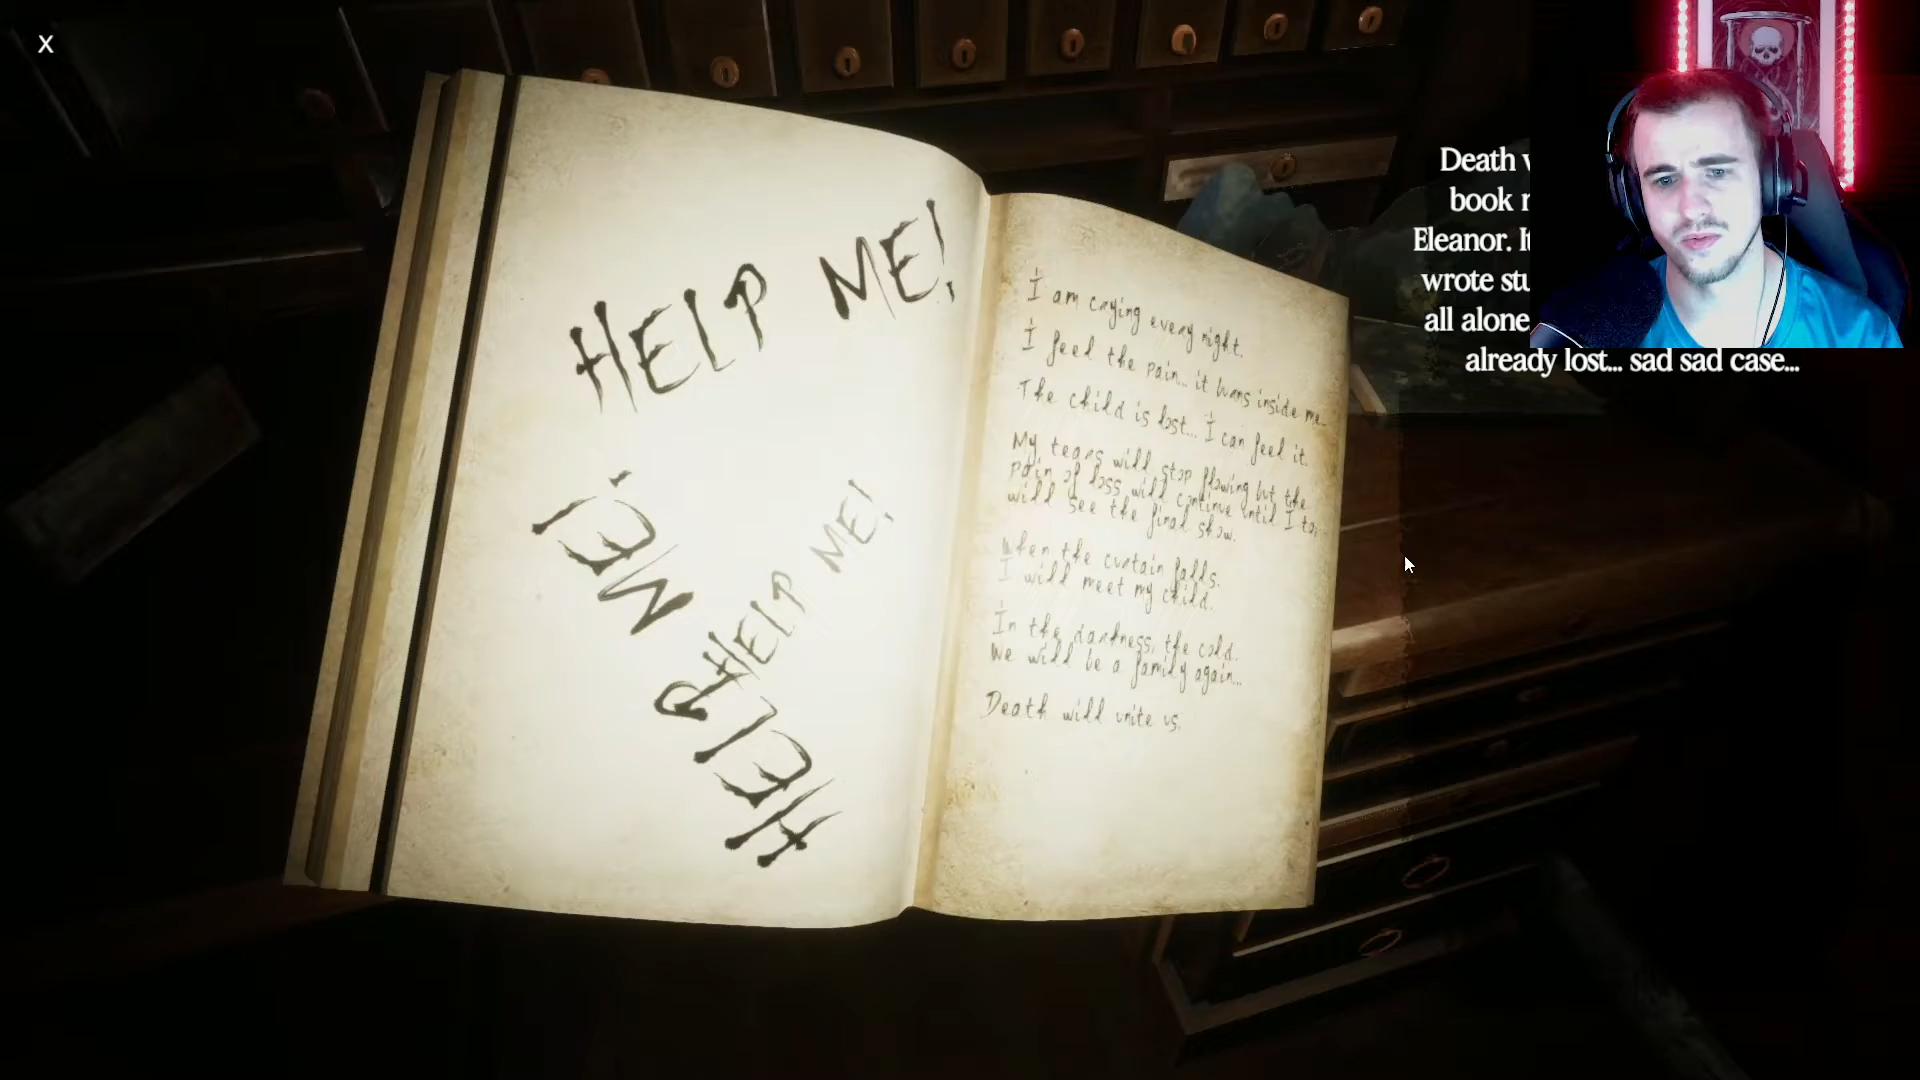 X
HELP ME!
HELP ME!
HELP ME!
I am crying every night.
I feel the pain... it burns inside me...
The child is lost... I can feel it.
My tears will stop flowing but the
pain of loss will continue until I too
will see the final show.
When the curtain falls.
I will meet my child.
In the darkness, the cold.
We will be a family again...
Death will unite us.
Death
book
Eleanor.
wrote
all alone
already lost... sad sad case...